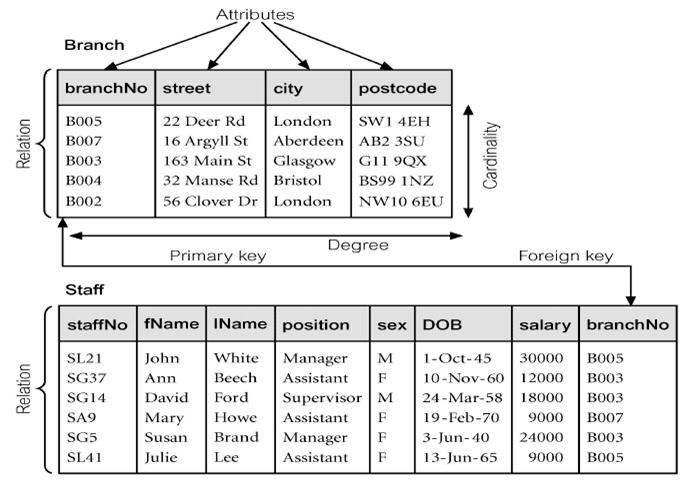 Attributes
Branch
branchNo street city postcode
B005 22 Deer Rd London SW1 4EH
B007 16 Argyll St Aberdeen AB2 3SU
B003 163 Main St Glasgow G11 9QX
B004 32 Manse Rd Bristol BS99 1NZ
B002 56 Clover Dr London NW10 6EU
Relation
Cardinality
Degree
Primary key
Foreign key
Staff
staffNo fName lName position sex DOB salary branchNo
SL21 John White Manager M 1-Oct-45 30000 B005
SG37 Ann Beech Assistant F 10-Nov-60 12000 B003
SG14 David Ford Supervisor M 24-Mar-58 18000 B003
SA9 Mary Howe Assistant F 19-Feb-70 9000 B007
SG5 Susan Brand Manager F 3-Jun-40 24000 B003
SL41 Julie Lee Assistant F 13-Jun-65 9000 B005
Relation